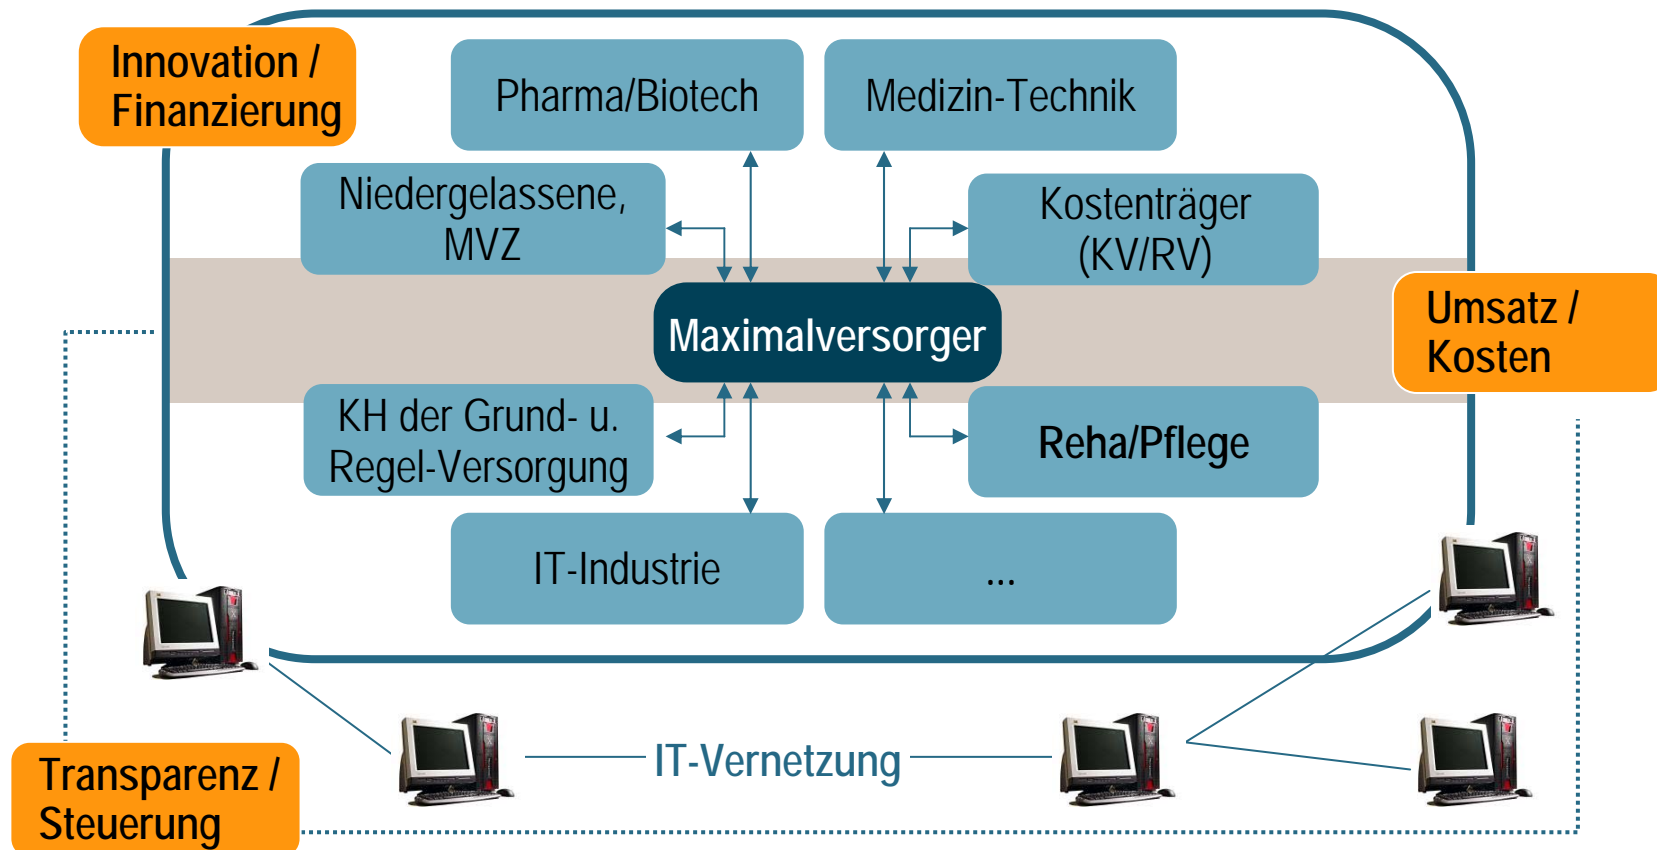 Innovation /
Finanzierung
Pharma/Biotech
Medizin-Technik
Niedergelassene,
MVZ
Kostenträger
(KV/RV)
Maximalversorger
Umsatz /
Kosten
KH der Grund- u.
Regel-Versorgung
Reha/Pflege
IT-Industrie
...
IT-Vernetzung
Transparenz /
Steuerung